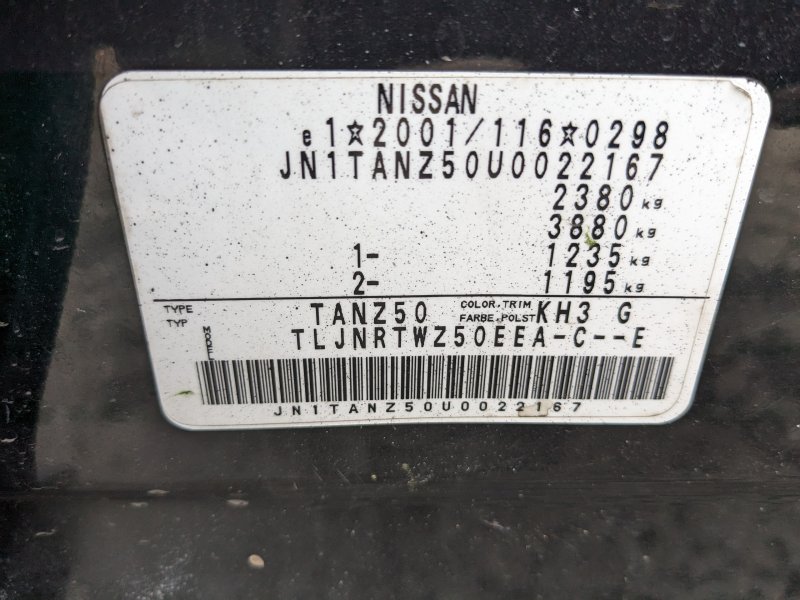 NISSAN
e1☆2001/116☆0298
JN1TANZ50U0022167
2380 kg
3880 kg
1- 1235 kg
2- 1195 kg
TYPE TYP TANZ50 COLOR.TRIM FARBE-POLST KH3 G
MODEL TLJNRTWZ50EEA-C--E
JN1TANZ50U0022167